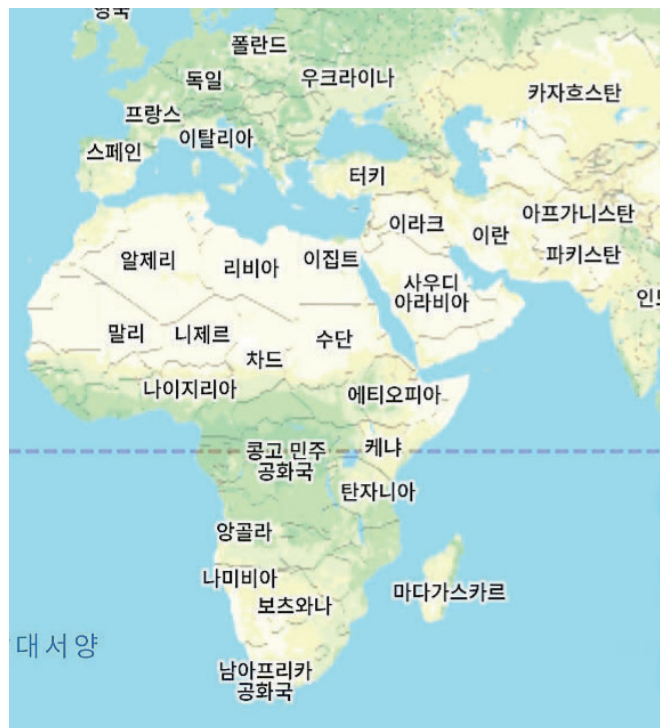 영국
폴란드
독일
우크라이나
카자흐스탄
프랑스
이탈리아
스페인
터키
아프가니스탄
이라크
이란
알제리
리비아
이집트
파키스탄
사우디
아라비아
말리
니제르
수단
차드
나이지리아
에티오피아
콩고 민주
공화국
케냐
탄자니아
앙골라
나미비아
보츠와나
마다가스카르
대서양
남아프리카
공화국